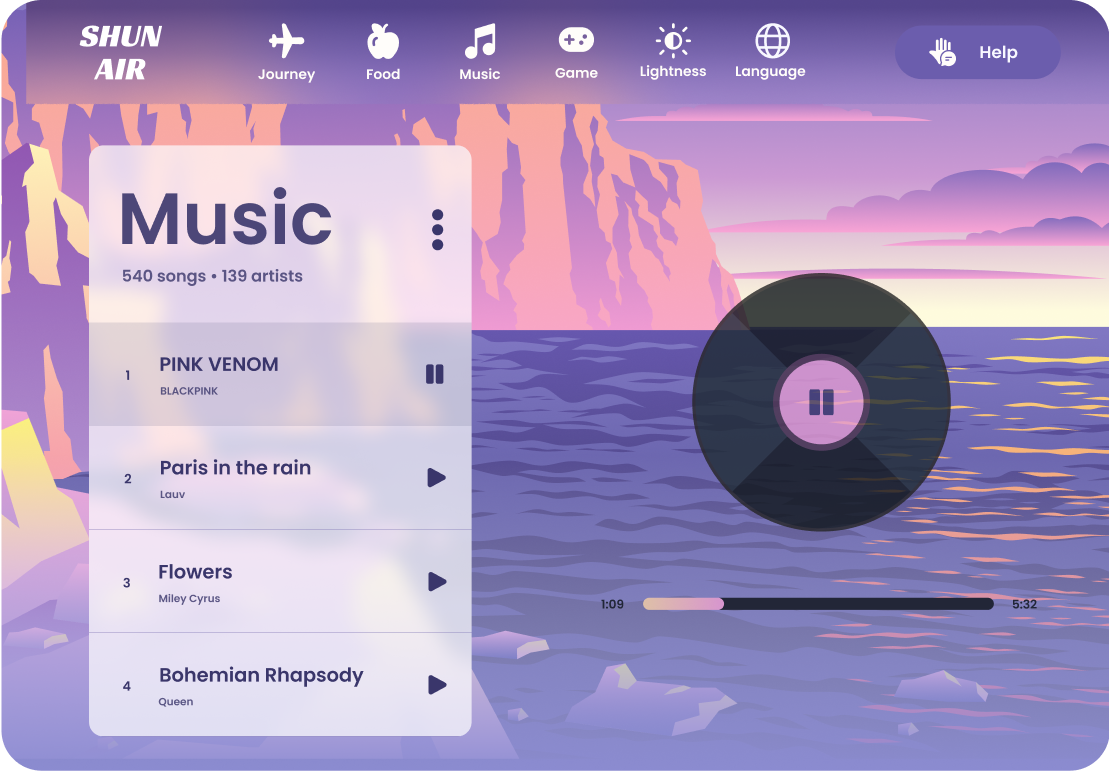 SHUN
AIR
Journey
Food
Music
Game
Lightness
Language
Help
Music
540 songs • 139 artists
1
PINK VENOM
BLACKPINK
2
Paris in the rain
Lauv
3
Flowers
Miley Cyrus
4
Bohemian Rhapsody
Queen
1:09
5:32